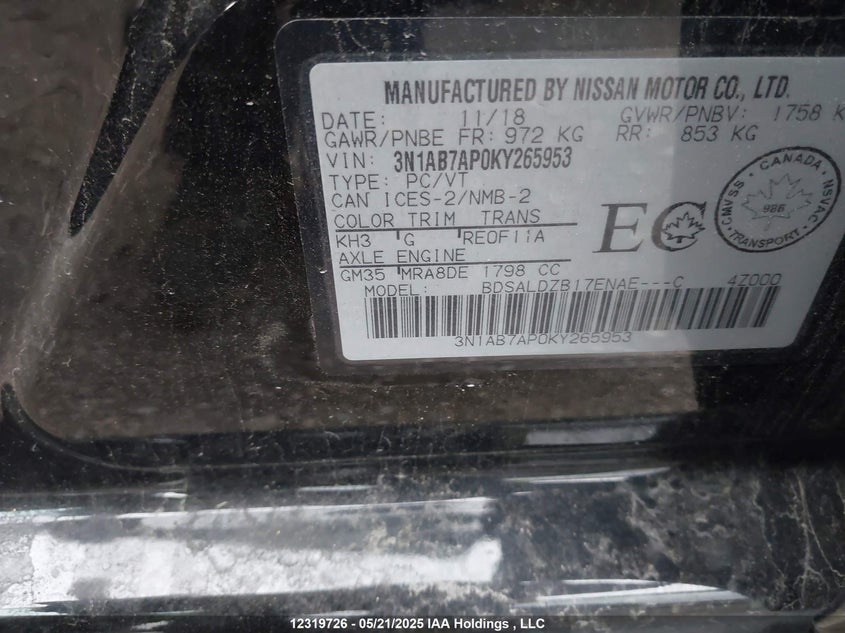 MANUFACTURED BY NISSAN MOTOR CO., LTD.
DATE: 11/18 GVWR/PNBV: 1758 K
GAWR/PNBE FR: 972 KG RR: 853 KG
VIN: 3N1AB7AP0KY265953
TYPE: PC/VT
CAN ICES-2/NMB-2
COLOR TRIM TRANS
KH3 G RE0F11A
AXLE ENGINE
GM35 MRA8DE 1798 CC
MODEL: BDSALDZB17ENAE---C 4Z000
3N1AB7AP0KY265953
EC
CANADA
CMVSS NSVAC
986
TRANSPORT
12319726 - 05/21/2025 IAA Holdings , LLC